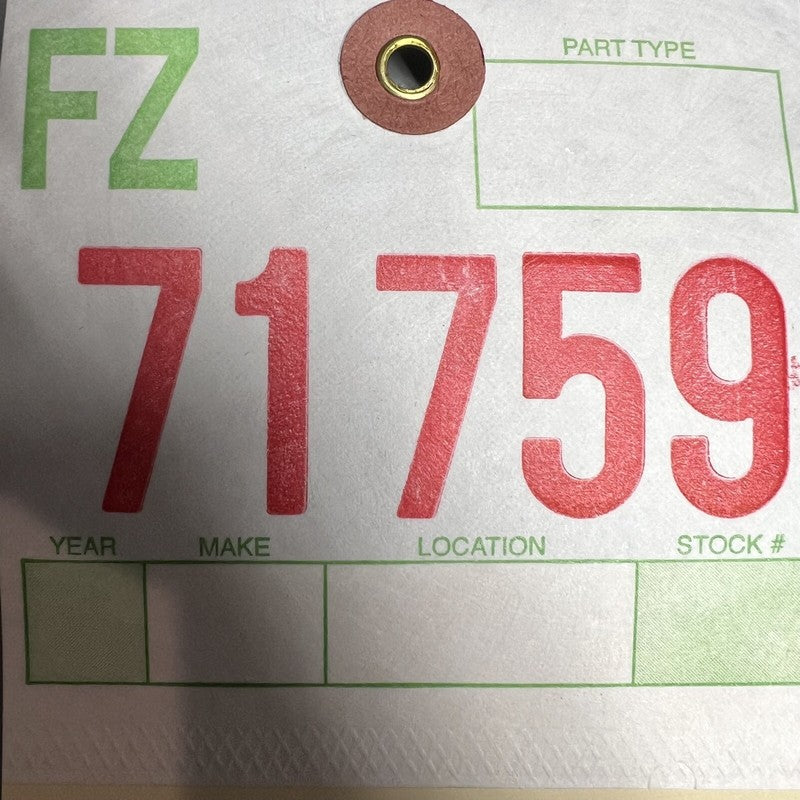 FZ
PART TYPE
71759
YEAR MAKE LOCATION STOCK #